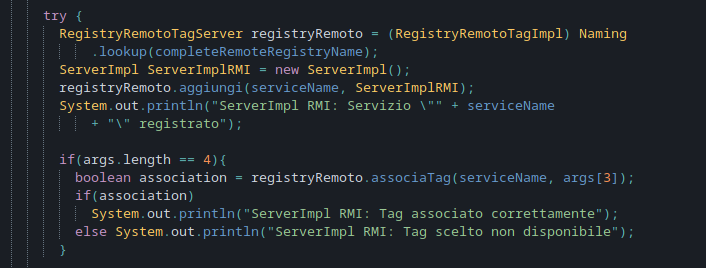 try {
RegistryRemotoTagServer registryRemoto = (RegistryRemotoTagImpl) Naming
.lookup(completeRemoteRegistryName);
ServerImpl ServerImplRMI = new ServerImpl();
registryRemoto.aggiungi(serviceName, ServerImplRMI);
System.out.println("ServerImpl RMI: Servizio \"" + serviceName
+ "\" registrato");
if(args.length == 4){
boolean association = registryRemoto.associaTag(serviceName, args[3]);
if(association)
System.out.println("ServerImpl RMI: Tag associato correttamente");
else System.out.println("ServerImpl RMI: Tag scelto non disponibile");
}